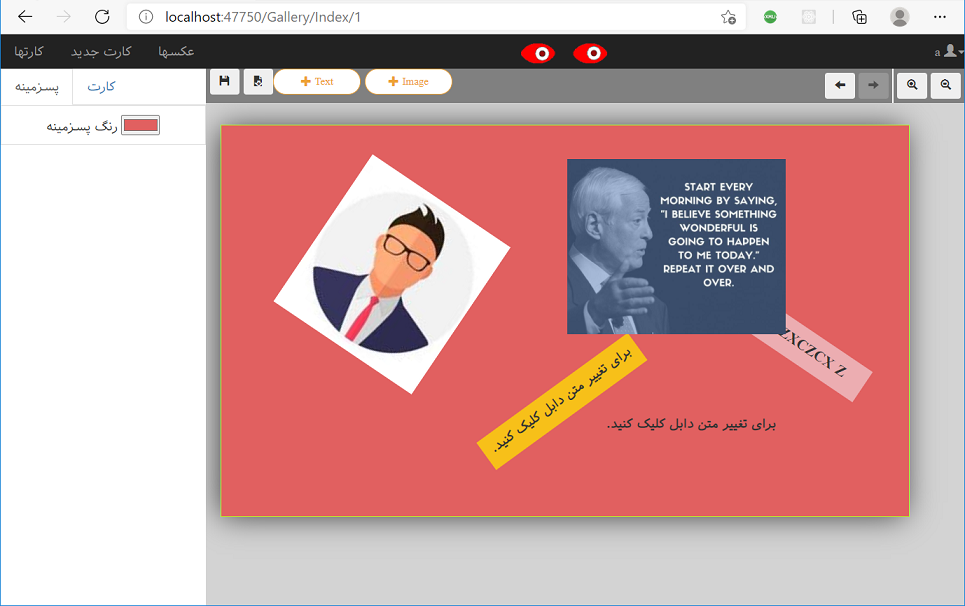 localhost:47750/Gallery/Index/1
کارتها
کارت جدید
عکسها
a
پسزمینه
کارت
+ Text
+ Image
رنگ پسزمینه
START EVERY
MORNING BY SAYING,
"I BELIEVE SOMETHING
WONDERFUL IS
GOING TO HAPPEN
TO ME TODAY."
REPEAT IT OVER AND
OVER.
ZXCZCX Z
برای تغییر متن دابل کلیک کنید.
برای تغییر متن دابل کلیک کنید.